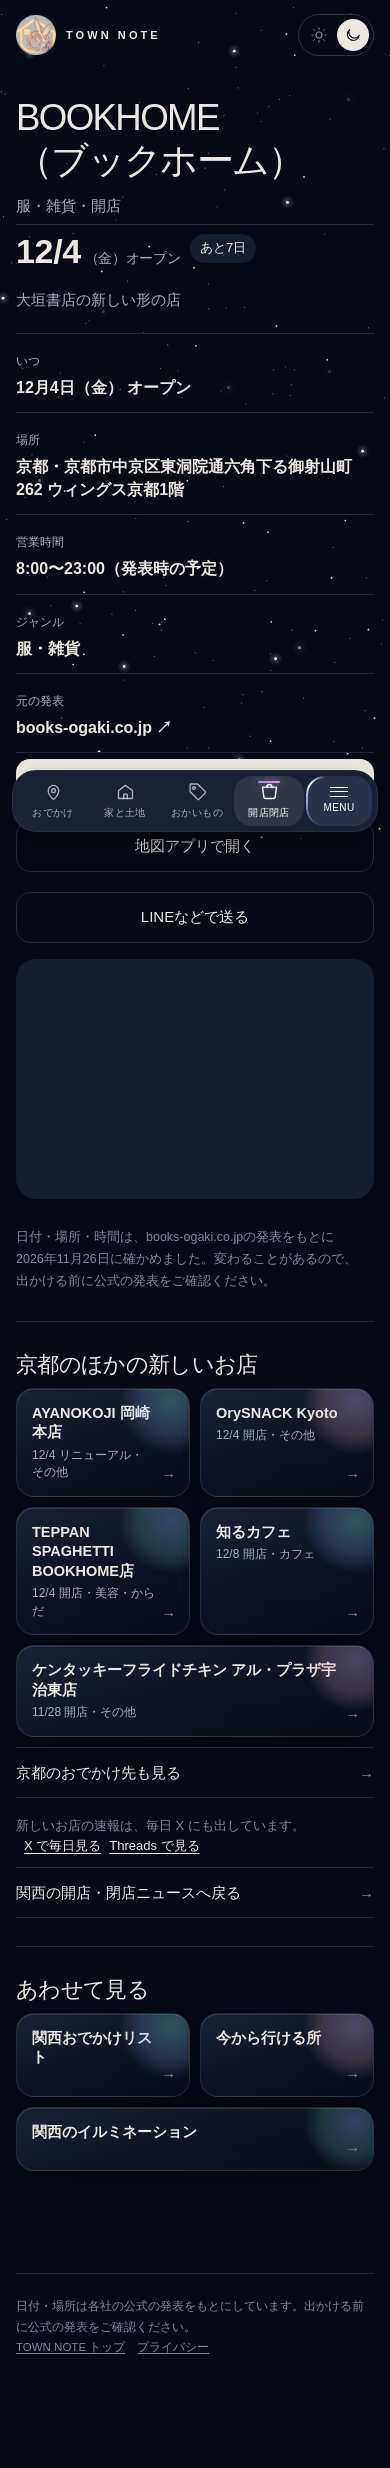 TOWN NOTE
BOOKHOME
（ブックホーム）
服・雑貨・開店
12/4（金）オープン あと7日
大垣書店の新しい形の店
いつ
12月4日（金） オープン
場所
京都・京都市中京区東洞院通六角下る御射山町
262 ウィングス京都1階
営業時間
8:00〜23:00（発表時の予定）
ジャンル
服・雑貨
元の発表
books-ogaki.co.jp ↗
おでかけ
家と土地
おかいもの
開店閉店
MENU
地図アプリで開く
LINEなどで送る
日付・場所・時間は、books-ogaki.co.jpの発表をもとに
2026年11月26日に確かめました。変わることがあるので、
出かける前に公式の発表をご確認ください。
京都のほかの新しいお店
AYANOKOJI 岡崎
本店
12/4 リニューアル・
その他
→
OrySNACK Kyoto
12/4 開店・その他
→
TEPPAN
SPAGHETTI
BOOKHOME店
12/4 開店・美容・から
だ
→
知るカフェ
12/8 開店・カフェ
→
ケンタッキーフライドチキン アル・プラザ宇
治東店
11/28 開店・その他
→
京都のおでかけ先も見る →
新しいお店の速報は、毎日 X にも出しています。
X で毎日見る Threads で見る
関西の開店・閉店ニュースへ戻る →
あわせて見る
関西おでかけリス
ト
→
今から行ける所
→
関西のイルミネーション
→
日付・場所は各社の公式の発表をもとにしています。出かける前
に公式の発表をご確認ください。
TOWN NOTE トップ プライバシー